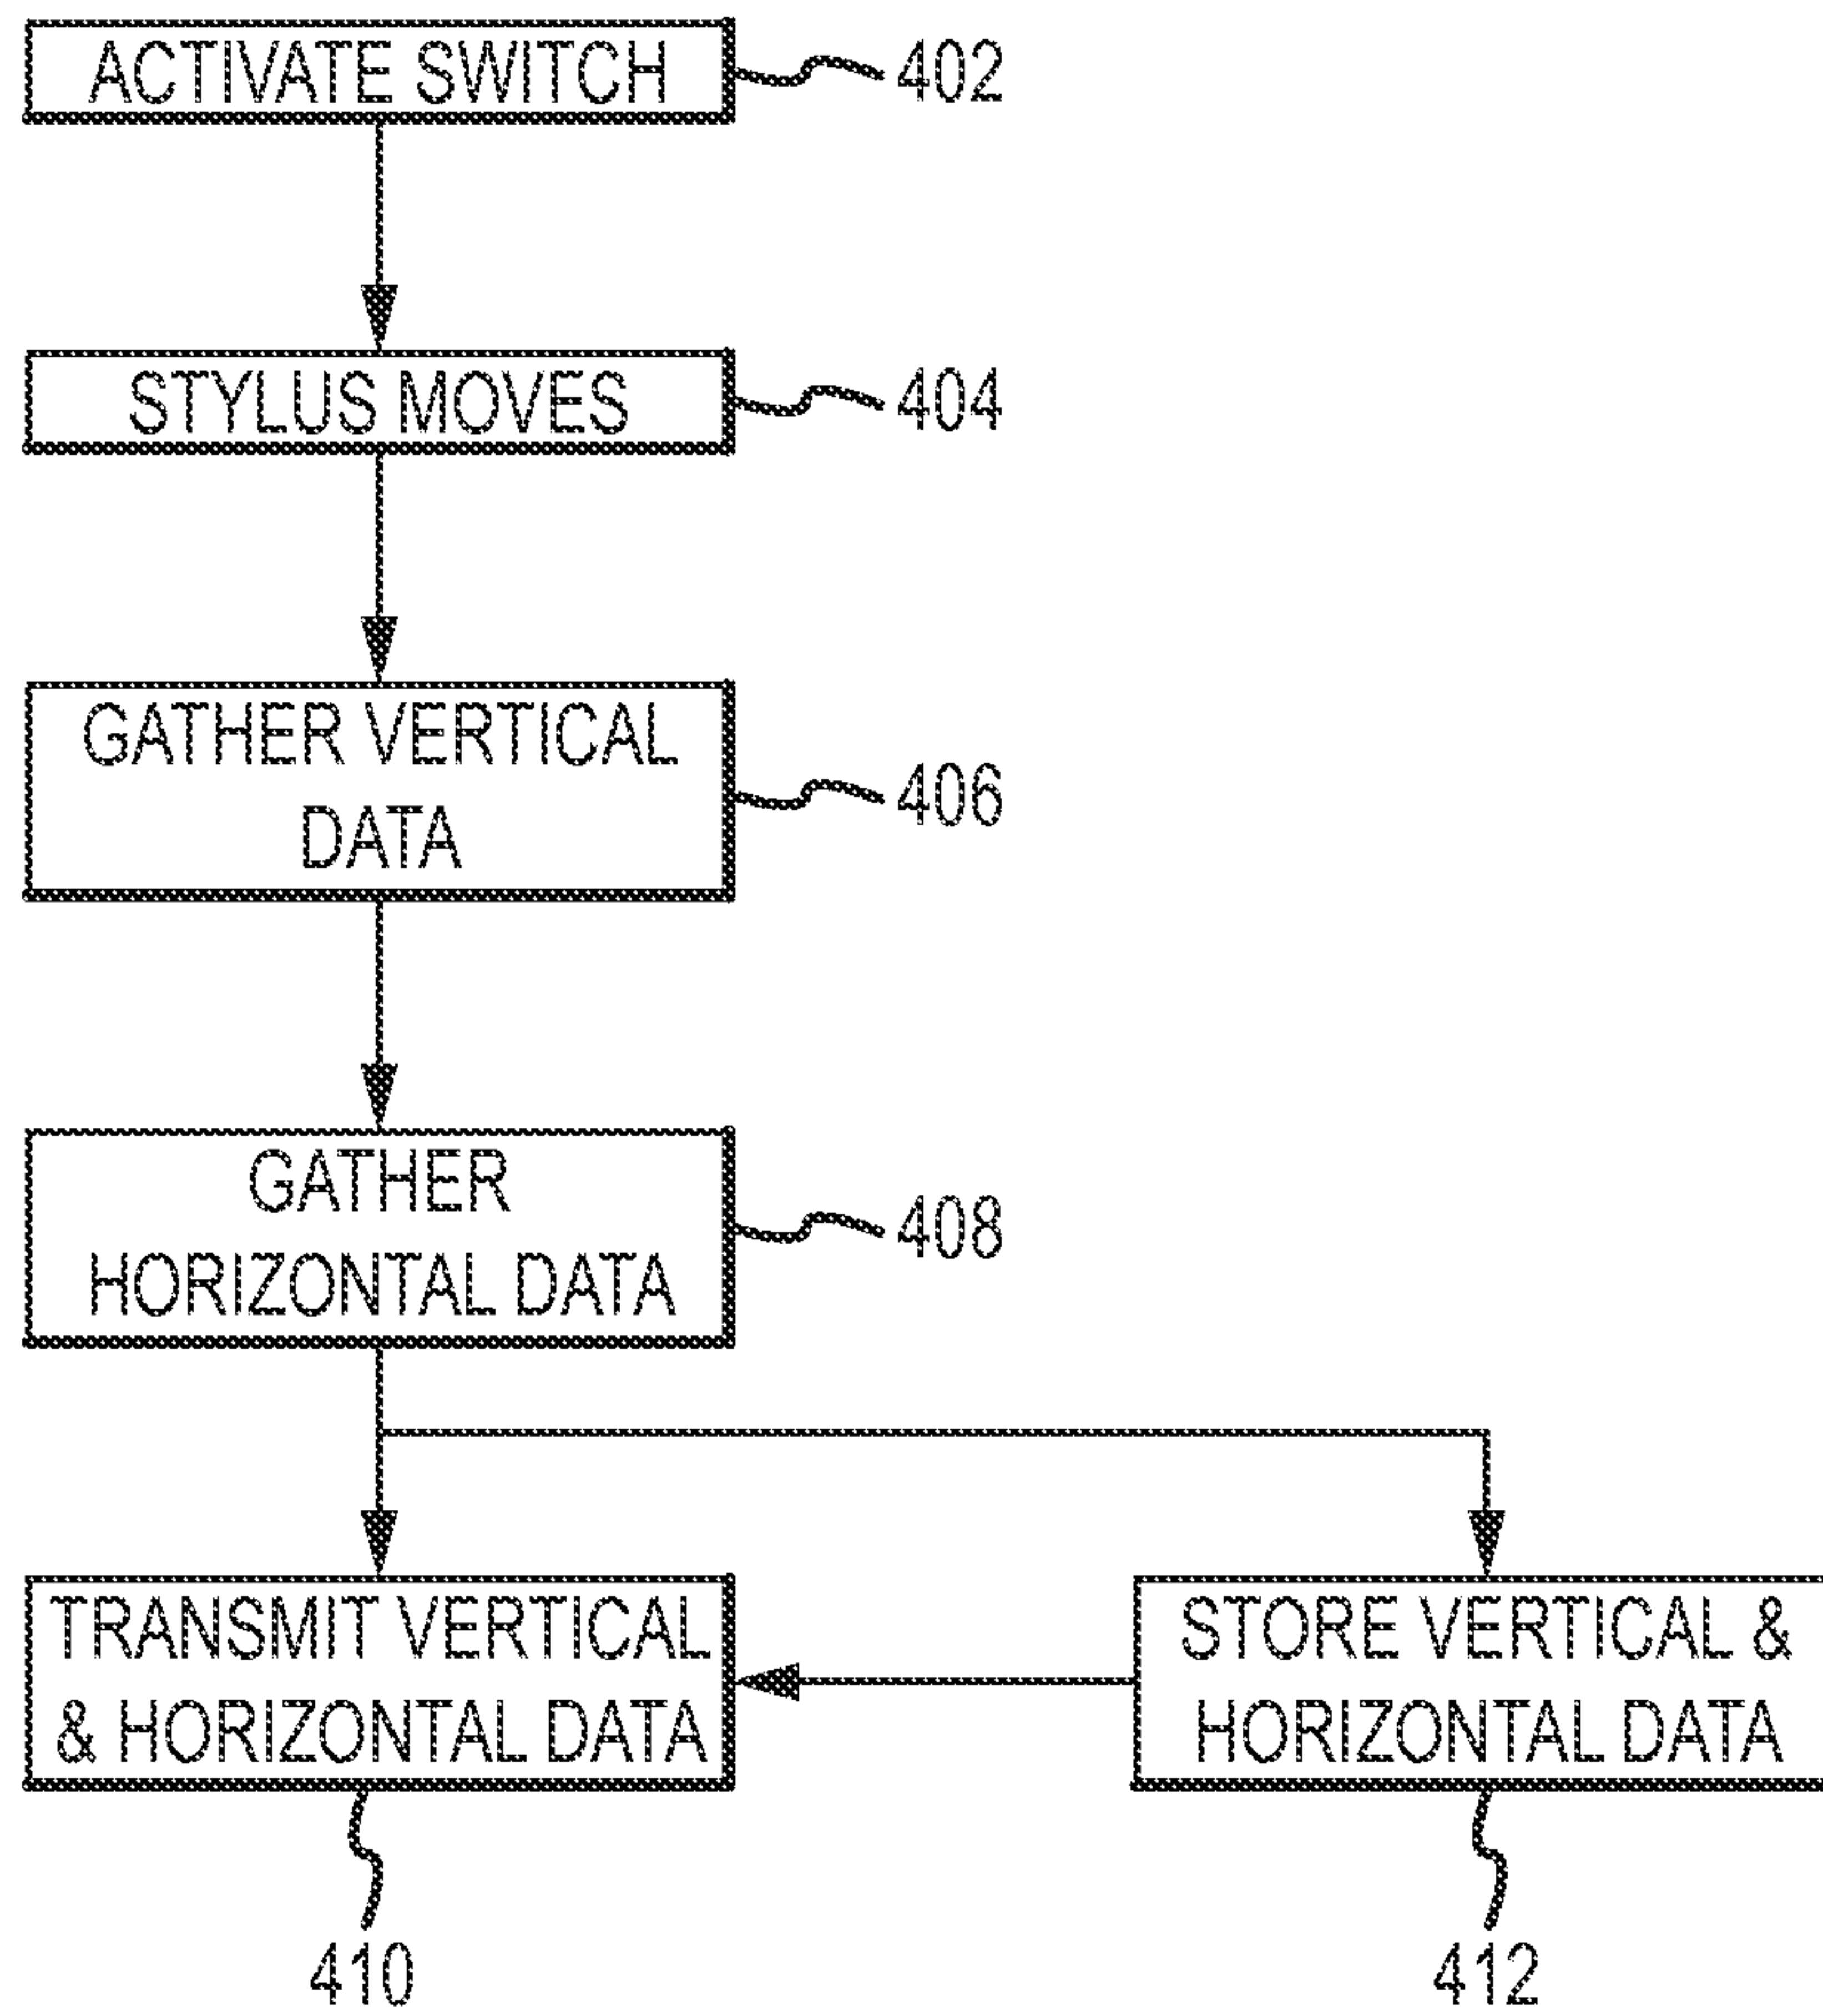 ACTIVATE SWITCH
402
STYLUS MOVES
404
GATHER VERTICAL
DATA
406
GATHER
HORIZONTAL DATA
408
TRANSMIT VERTICAL
& HORIZONTAL DATA
STORE VERTICAL &
HORIZONTAL DATA
410
412